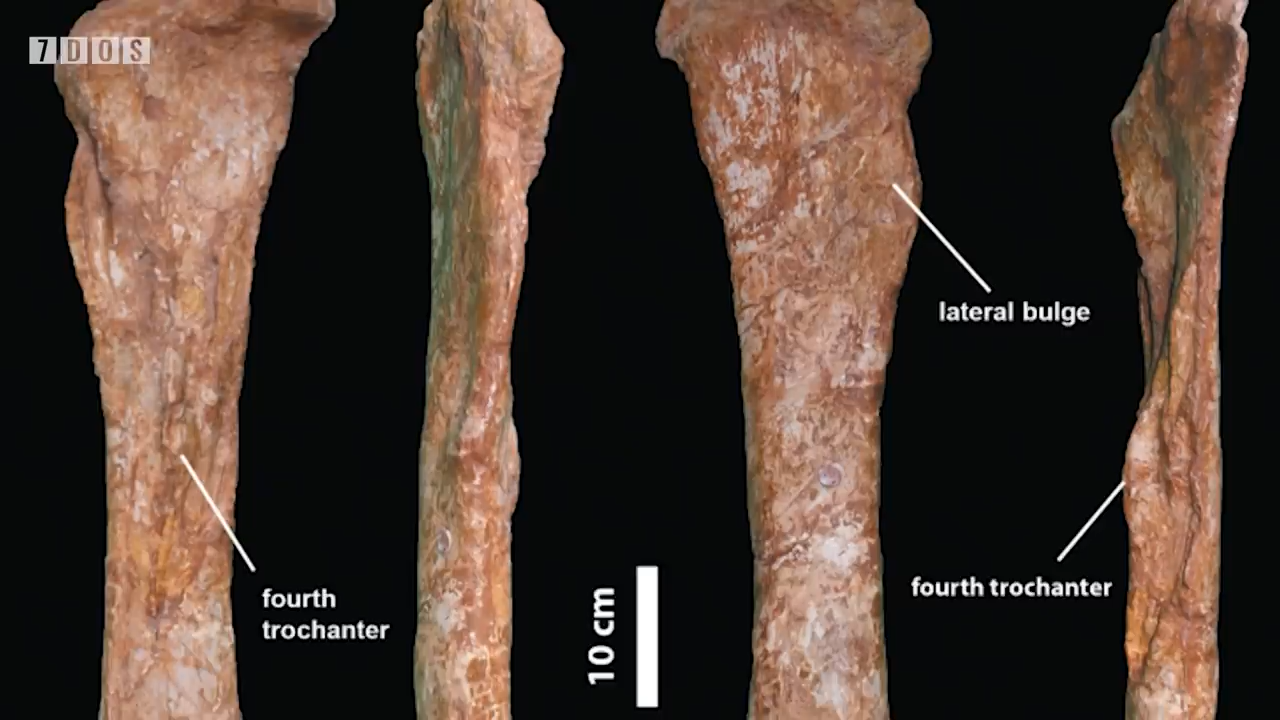 7DOS
lateral bulge
fourth
trochanter
fourth trochanter
10 cm